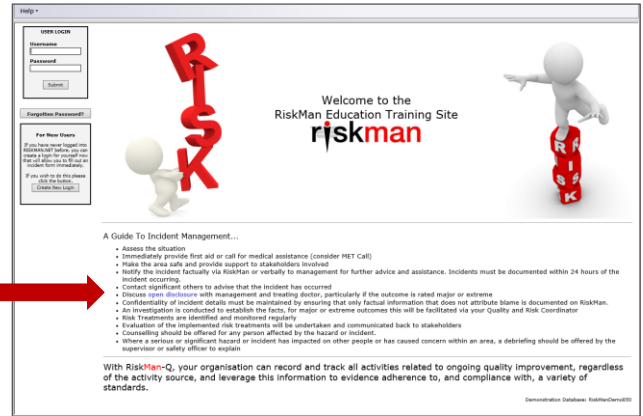 Help
USER LOGIN
Username
Password
Submit
Forgotten Password?
For New Users
If you have never logged into
RISKMAN.NET before, you can
create a login for yourself now
that will allow you to fill out an
incident form immediately.
If you wish to do this please
click the button.
Create New Login
RISK
Welcome to the
RiskMan Education Training Site
riskman
RISK
A Guide To Incident Management...
• Assess the situation
• Immediately provide first aid or call for medical assistance (consider MET Call)
• Make the area safe and provide support to stakeholders involved
• Notify the incident factually via RiskMan or verbally to management for further advice and assistance. Incidents must be documented within 24 hours of the
incident occurring.
• Contact significant others to advise that the incident has occurred
• Discuss open disclosure with management and treating doctor, particularly if the outcome is rated major or extreme
• Confidentiality of incident details must be maintained by ensuring that only factual information that does not attribute blame is documented on RiskMan.
• An investigation is conducted to establish the facts, for major or extreme outcomes this will be facilitated via your Quality and Risk Coordinator
• Risk Treatments are identified and monitored regularly
• Evaluation of the implemented risk treatments will be undertaken and communicated back to stakeholders
• Counselling should be offered for any person affected by the hazard or incident.
• Where a serious or significant hazard or incident has impacted on other people or has caused concern within an area, a debriefing should be offered by the
supervisor or safety officer to explain
With RiskMan-Q, your organisation can record and track all activities related to ongoing quality improvement, regardless
of the activity source, and leverage this information to evidence adherence to, and compliance with, a variety of
standards.
Demonstration Database: RiskManDemoE50